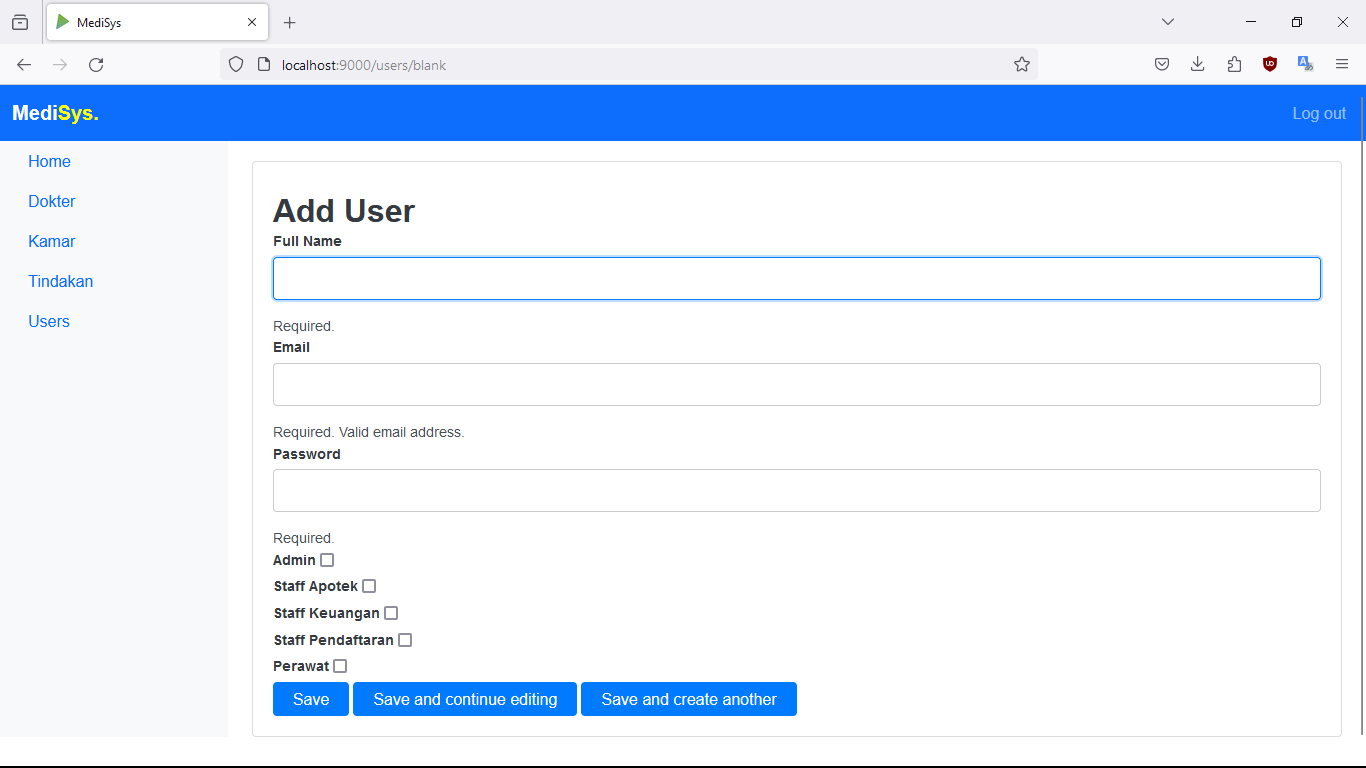 MediSys
localhost:9000/users/blank
MediSys.
Log out
Home
Dokter
Kamar
Tindakan
Users
Add User
Full Name
Required.
Email
Required. Valid email address.
Password
Required.
Admin
Staff Apotek
Staff Keuangan
Staff Pendaftaran
Perawat
Save Save and continue editing Save and create another